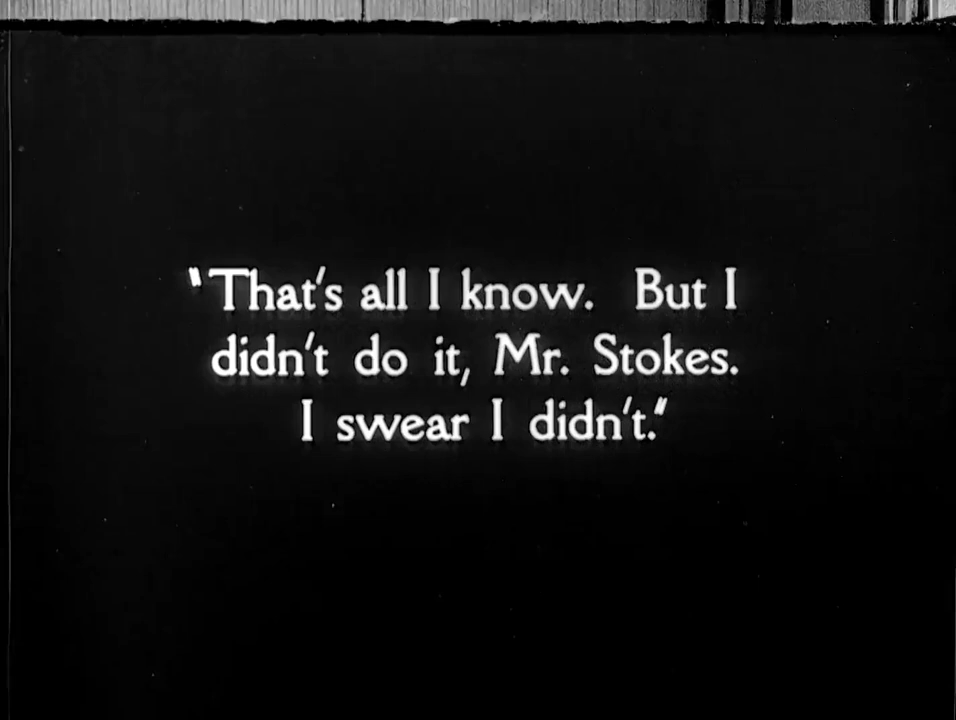 "That's all I know. But I
didn't do it, Mr. Stokes.
I swear I didn't."